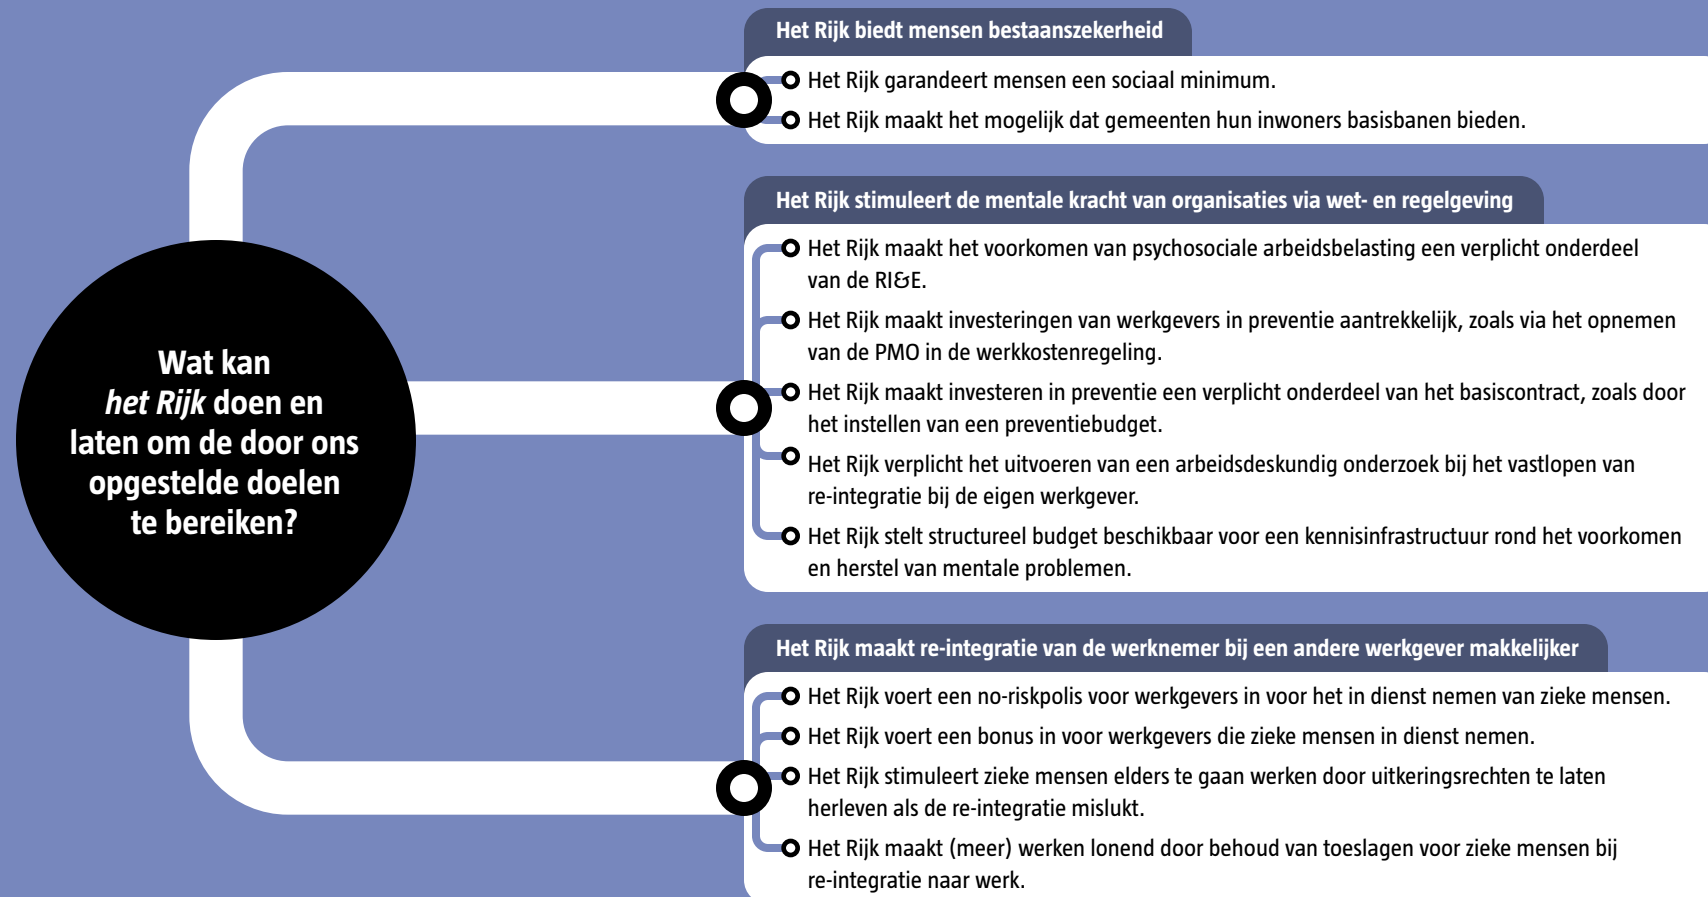 Wat kan
het Rijk doen en
laten om de door ons
opgestelde doelen
te bereiken?
Het Rijk biedt mensen bestaanszekerheid
Het Rijk garandeert mensen een sociaal minimum.
Het Rijk maakt het mogelijk dat gemeenten hun inwoners basisbanen bieden.
Het Rijk stimuleert de mentale kracht van organisaties via wet- en regelgeving
Het Rijk maakt het voorkomen van psychosociale arbeidsbelasting een verplicht onderdeel
van de RI&E.
Het Rijk maakt investeringen van werkgevers in preventie aantrekkelijk, zoals via het opnemen
van de PMO in de werkkostenregeling.
Het Rijk maakt investeren in preventie een verplicht onderdeel van het basiscontract, zoals door
het instellen van een preventiebudget.
Het Rijk verplicht het uitvoeren van een arbeidsdeskundig onderzoek bij het vastlopen van
re-integratie bij de eigen werkgever.
Het Rijk stelt structureel budget beschikbaar voor een kennisinfrastructuur rond het voorkomen
en herstel van mentale problemen.
Het Rijk maakt re-integratie van de werknemer bij een andere werkgever makkelijker
Het Rijk voert een no-riskpolis voor werkgevers in voor het in dienst nemen van zieke mensen.
Het Rijk voert een bonus in voor werkgevers die zieke mensen in dienst nemen.
Het Rijk stimuleert zieke mensen elders te gaan werken door uitkeringsrechten te laten
herleven als de re-integratie mislukt.
Het Rijk maakt (meer) werken lonend door behoud van toeslagen voor zieke mensen bij
re-integratie naar werk.